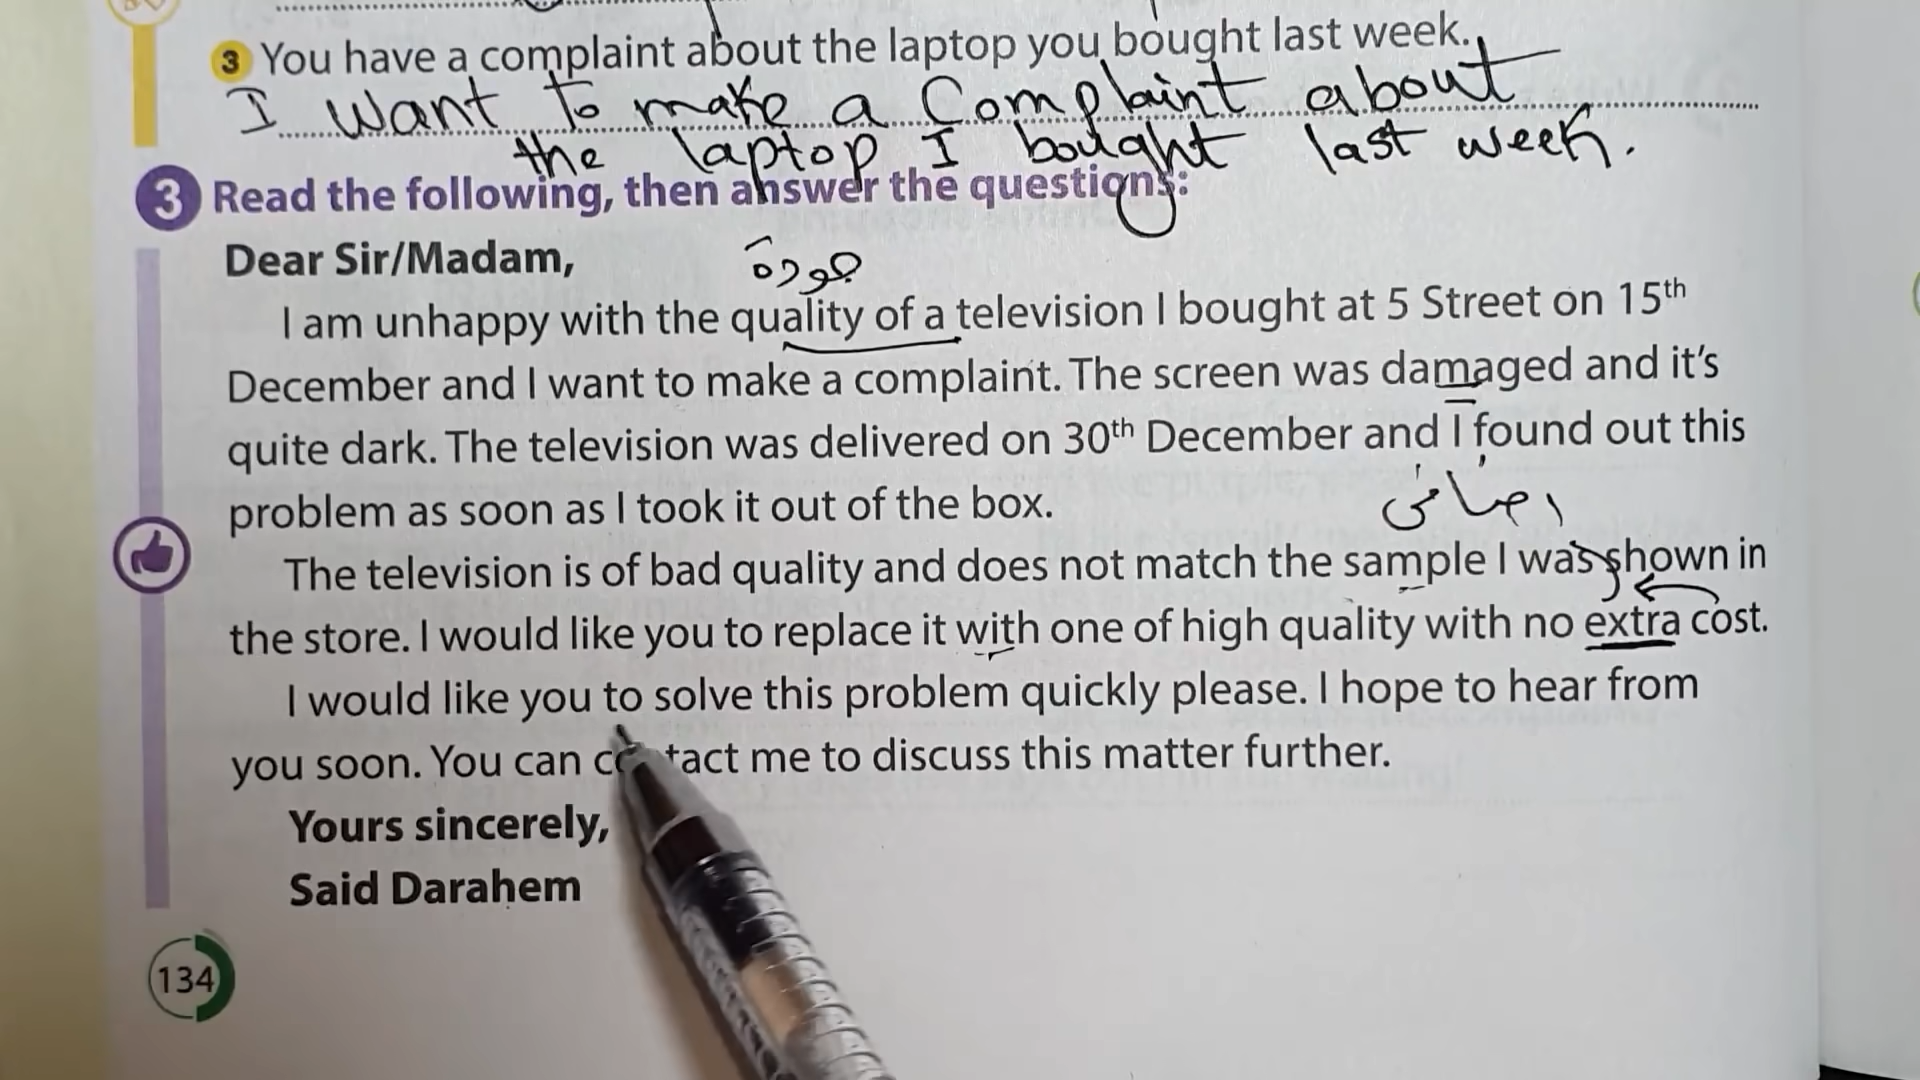 3 You have a complaint about the laptop you bought last week.
I want to make a complaint about
the laptop I bought last week.
3 Read the following, then answer the questions:
Dear Sir/Madam,
جودة
I am unhappy with the quality of a television I bought at 5 Street on 15th
December and I want to make a complaint. The screen was damaged and it's
quite dark. The television was delivered on 30th December and I found out this
problem as soon as I took it out of the box.
إضافى
The television is of bad quality and does not match the sample I was shown in
the store. I would like you to replace it with one of high quality with no extra cost.
I would like you to solve this problem quickly please. I hope to hear from
you soon. You can contact me to discuss this matter further.
Yours sincerely,
Said Darahem
134